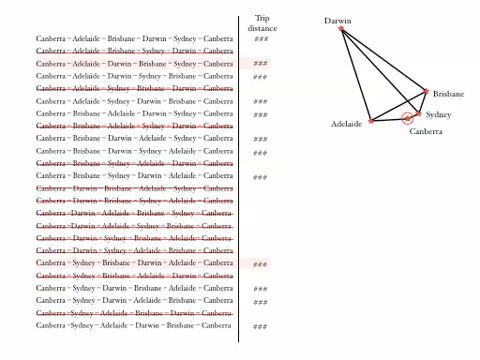 Trip
distance
Canberra – Adelaide – Brisbane – Darwin – Sydney – Canberra ###
Canberra – Adelaide – Brisbane – Sydney – Darwin – Canberra
Canberra – Adelaide – Darwin – Brisbane – Sydney – Canberra ###
Canberra – Adelaide – Darwin – Sydney – Brisbane – Canberra ###
Canberra – Adelaide – Sydney – Brisbane – Darwin – Canberra
Canberra – Adelaide – Sydney – Darwin – Brisbane – Canberra ###
Canberra – Brisbane – Adelaide – Darwin – Sydney – Canberra ###
Canberra – Brisbane – Adelaide – Sydney – Darwin – Canberra
Canberra – Brisbane – Darwin – Adelaide – Sydney – Canberra ###
Canberra – Brisbane – Darwin – Sydney – Adelaide – Canberra ###
Canberra – Brisbane – Sydney – Adelaide – Darwin – Canberra
Canberra – Brisbane – Sydney – Darwin – Adelaide – Canberra ###
Canberra – Darwin – Brisbane – Adelaide – Sydney – Canberra
Canberra – Darwin – Brisbane – Sydney – Adelaide – Canberra
Canberra – Darwin – Adelaide – Brisbane – Sydney – Canberra
Canberra – Darwin – Adelaide – Sydney – Brisbane – Canberra
Canberra – Darwin – Sydney – Brisbane – Adelaide – Canberra
Canberra – Darwin – Sydney – Adelaide – Brisbane – Canberra
Canberra – Sydney – Brisbane – Darwin – Adelaide – Canberra ###
Canberra – Sydney – Brisbane – Adelaide – Darwin – Canberra
Canberra – Sydney – Darwin – Brisbane – Adelaide – Canberra ###
Canberra – Sydney – Darwin – Adelaide – Brisbane – Canberra ###
Canberra –Sydney – Adelaide – Brisbane – Darwin – Canberra
Canberra –Sydney – Adelaide – Darwin – Brisbane – Canberra ###
Darwin
Brisbane
Sydney
Adelaide
Canberra